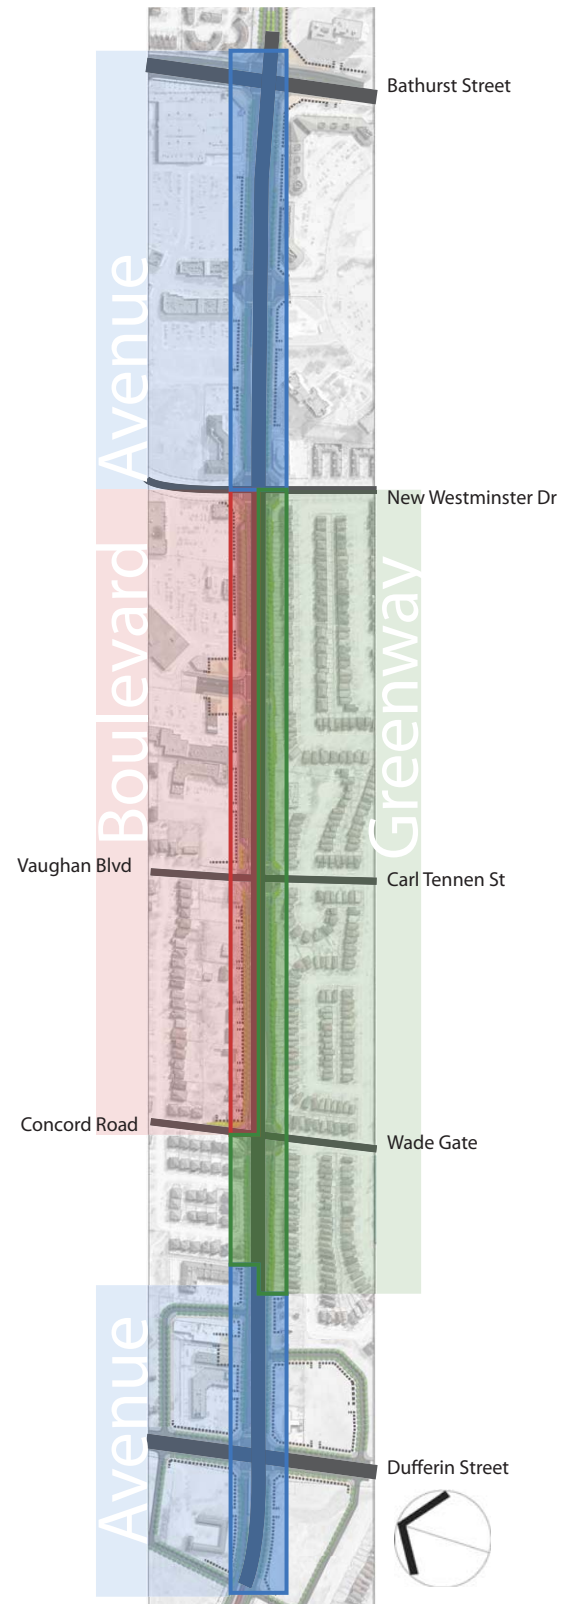 Bathurst Street
Avenue
New Westminster Dr
Boulevard
Greenway
Vaughan Blvd
Carl Tennen St
Concord Road
Wade Gate
Avenue
Dufferin Street